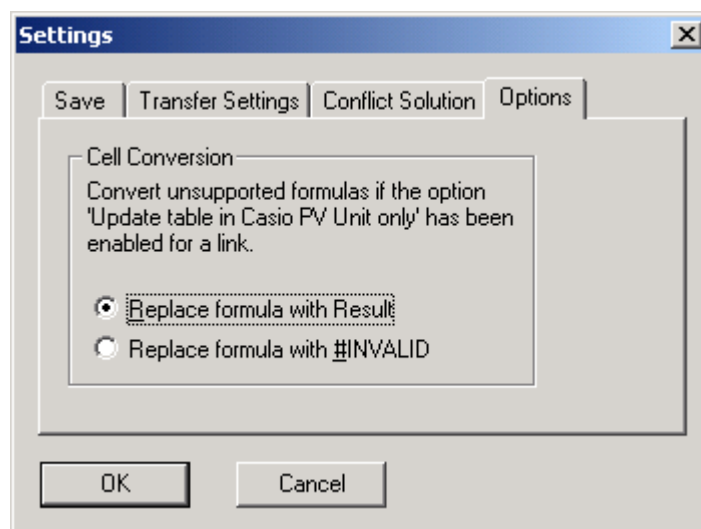 Settings
Save
Transfer Settings
Conflict Solution
Options
Cell Conversion
Convert unsupported formulas if the option
'Update table in Casio PV Unit only' has been
enabled for a link.
Replace formula with Result
Replace formula with #INVALID
OK
Cancel